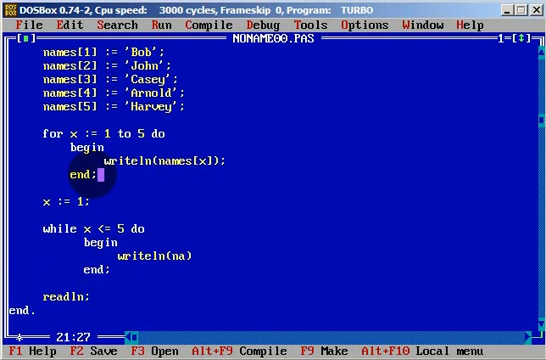 DOSBox 0.74-2, Cpu speed: 3000 cycles, Frameskip 0, Program: TURBO
File Edit Search Run Compile Debug Tools Options Window Help
NONAME00.PAS 1=[↕]
names[1] := 'Bob';
names[2] := 'John';
names[3] := 'Casey';
names[4] := 'Arnold';
names[5] := 'Harvey';
for x := 1 to 5 do
begin
writeln(names[x]);
end;
x := 1;
while x <= 5 do
begin
writeln(na)
end;
readln;
end.
21:27
F1 Help F2 Save F3 Open Alt+F9 Compile F9 Make Alt+F10 Local menu